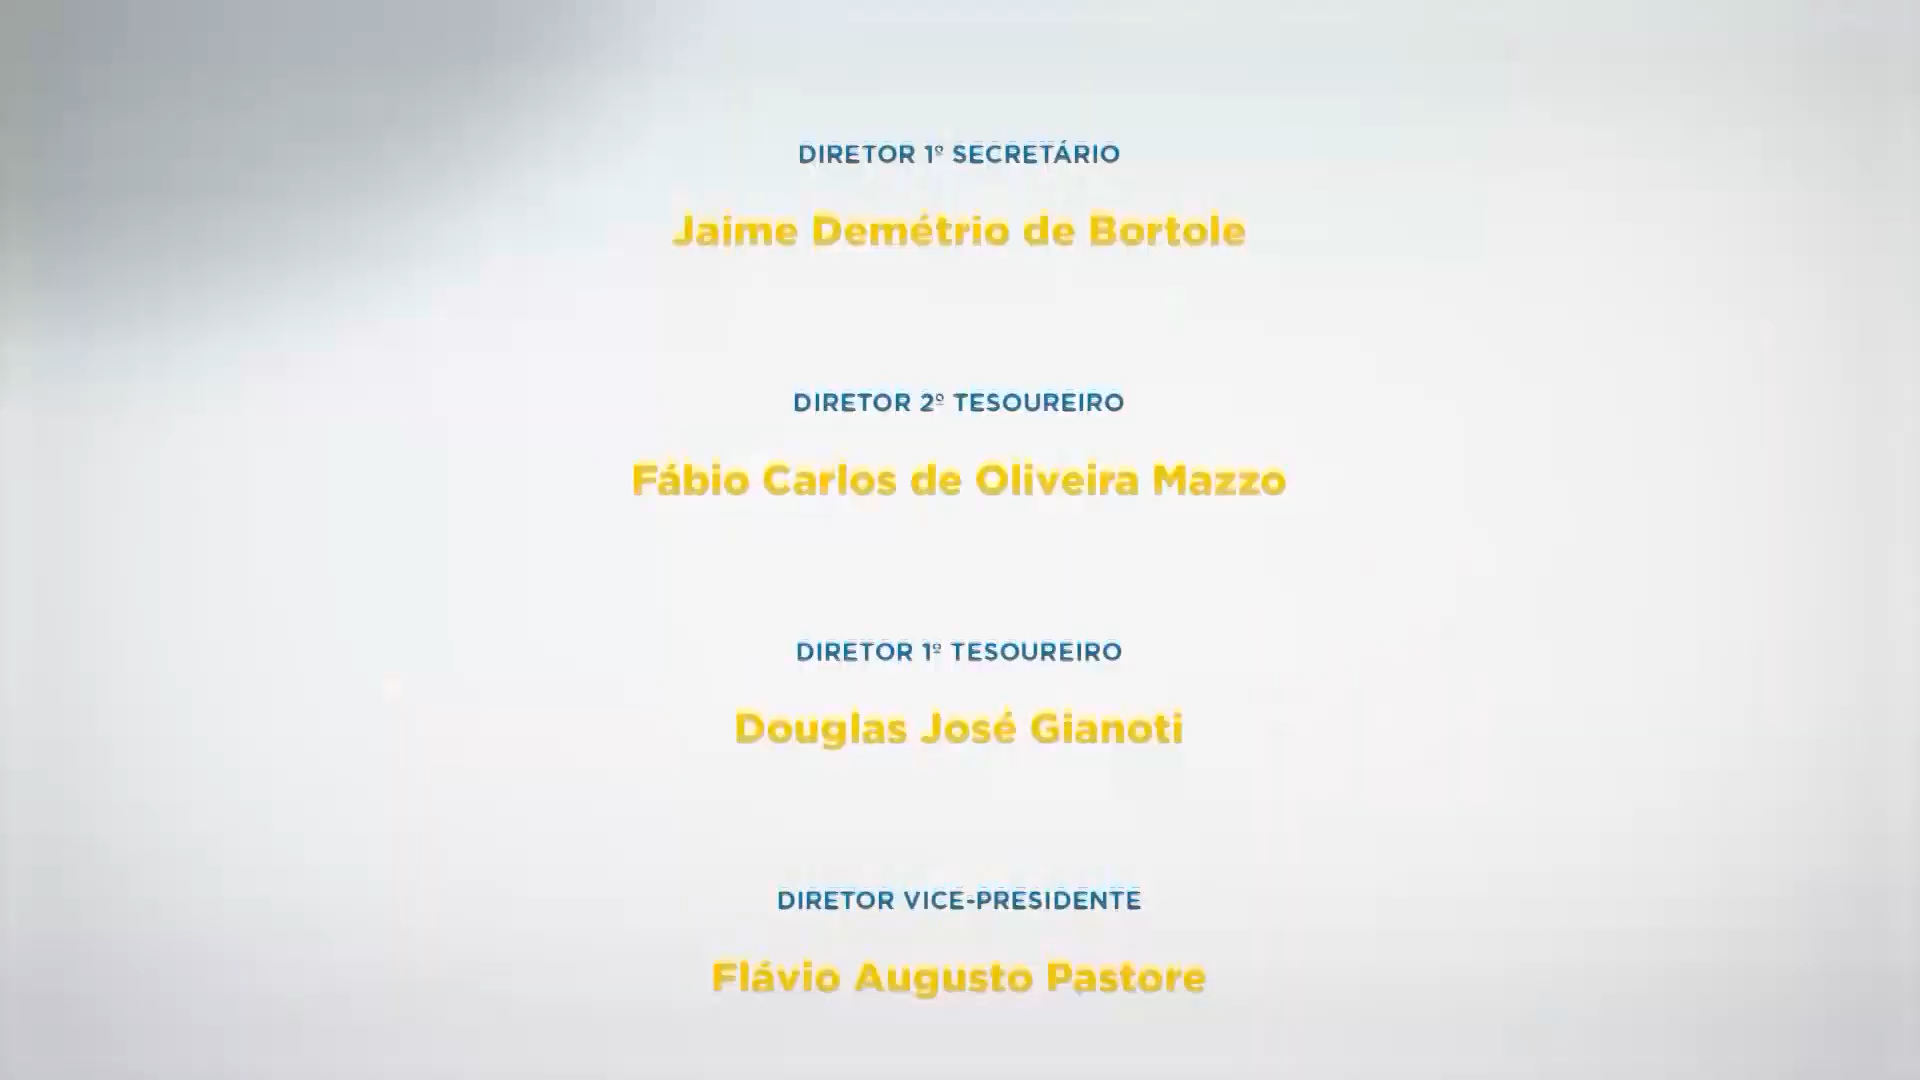 DIRETOR 1º SECRETÁRIO
Jaime Demétrio de Bortole
DIRETOR 2º TESOUREIRO
Fábio Carlos de Oliveira Mazzo
DIRETOR 1º TESOUREIRO
Douglas José Gianoti
DIRETOR VICE-PRESIDENTE
Flávio Augusto Pastore